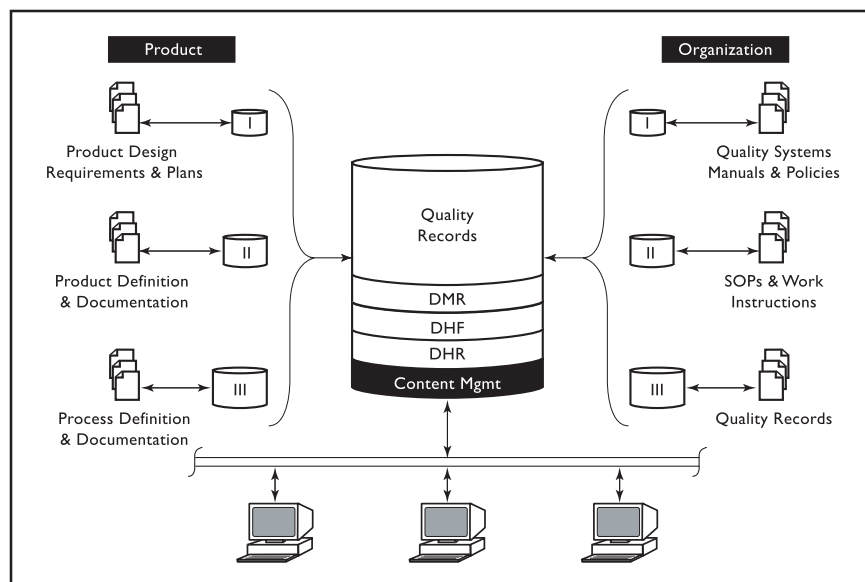 Product
I
Product Design
Requirements & Plans
II
Product Definition
& Documentation
III
Process Definition
& Documentation
Quality
Records
DMR
DHF
DHR
Content Mgmt
Organization
I
Quality Systems
Manuals & Policies
II
SOPs & Work
Instructions
III
Quality Records